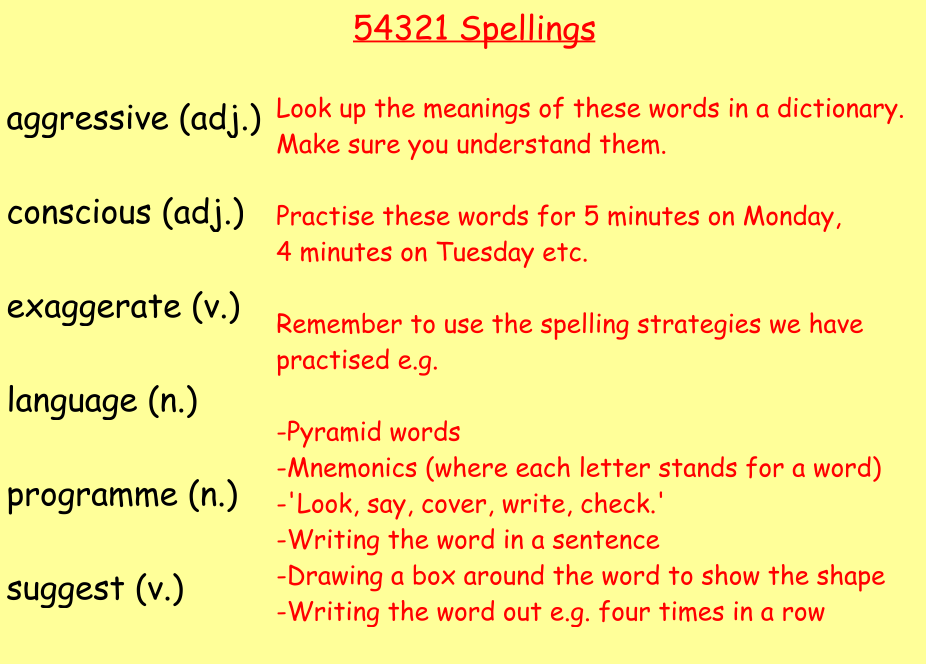 54321 Spellings
aggressive (adj.)
conscious (adj.)
exaggerate (v.)
language (n.)
programme (n.)
suggest (v.)
Look up the meanings of these words in a dictionary.
Make sure you understand them.
Practise these words for 5 minutes on Monday,
4 minutes on Tuesday etc.
Remember to use the spelling strategies we have
practised e.g.
-Pyramid words
-Mnemonics (where each letter stands for a word)
-'Look, say, cover, write, check.'
-Writing the word in a sentence
-Drawing a box around the word to show the shape
-Writing the word out e.g. four times in a row